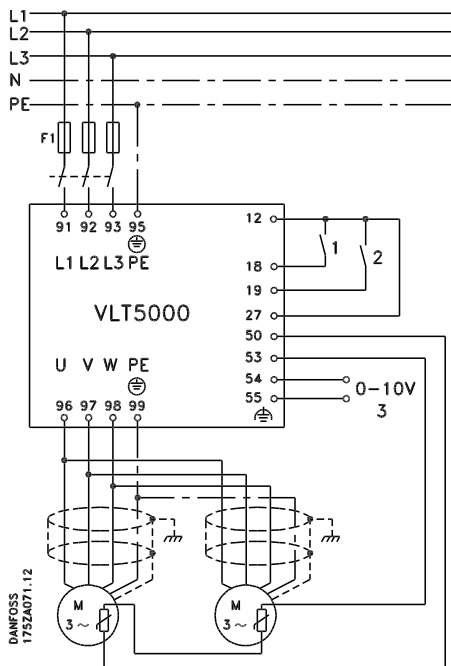 L1
L2
L3
N
PE
F1
91 92 93 95
L1 L2 L3 PE
12
1
2
18
19
VLT5000
27
50
U V W PE
53
54
0-10V
55
3
96 97 98 99
M
3 ~
M
3 ~
DANFOSS
175ZA071.12